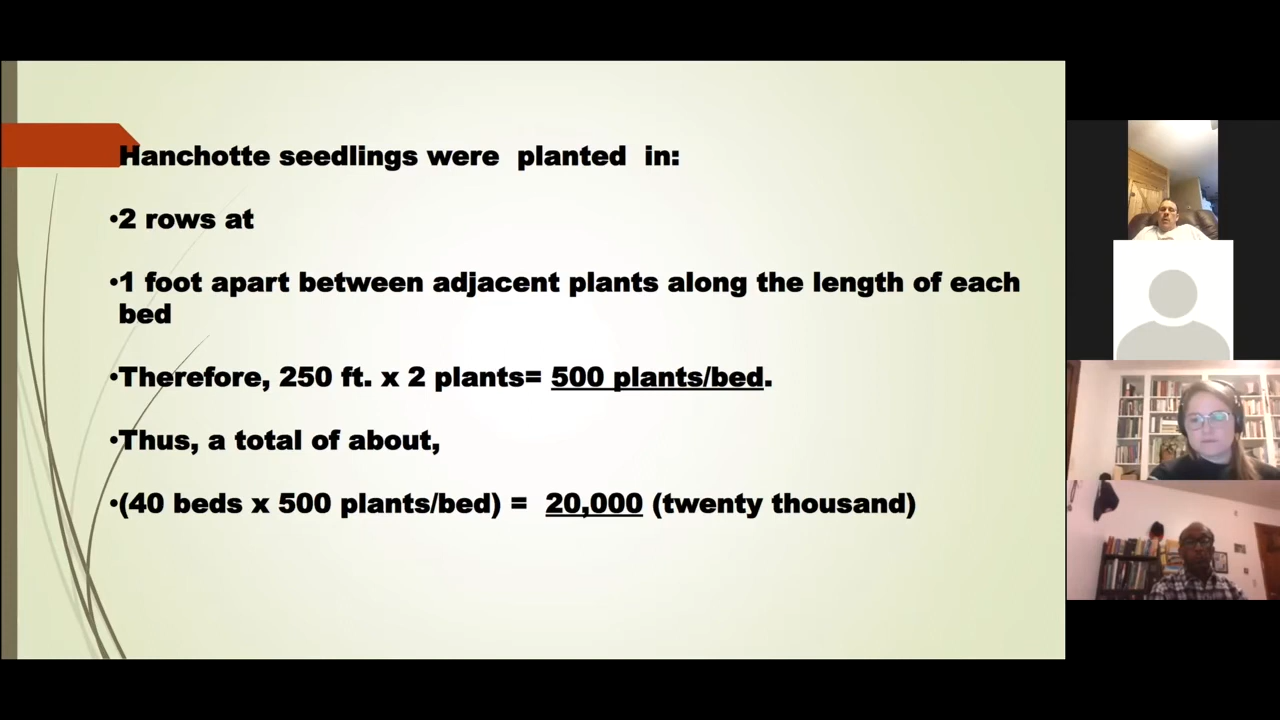 Hanchotte seedlings were planted in:
•2 rows at
•1 foot apart between adjacent plants along the length of each
bed
•Therefore, 250 ft. x 2 plants= 500 plants/bed.
•Thus, a total of about,
•(40 beds x 500 plants/bed) = 20,000 (twenty thousand)